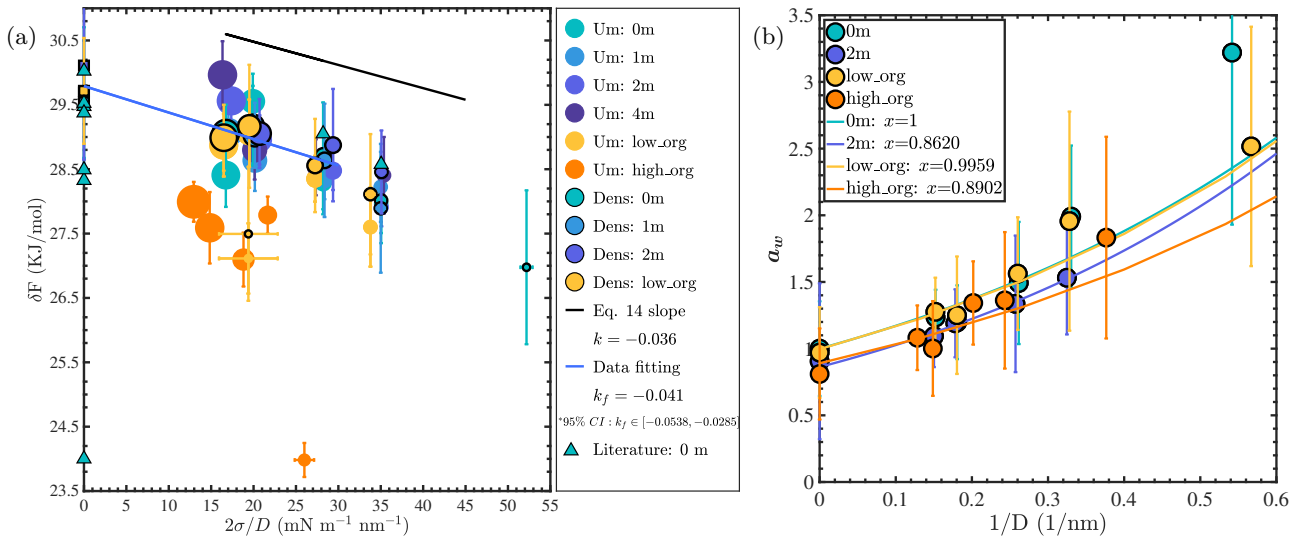 (a)
30.5
29.5
28.5
27.5
26.5
25.5
24.5
23.5
δF (KJ/mol)
0
5
10
15
20
25
30
35
40
45
50
55
2σ/D (mN m⁻¹ nm⁻¹)
Um: 0m
Um: 1m
Um: 2m
Um: 4m
Um: low_org
Um: high_org
Dens: 0m
Dens: 1m
Dens: 2m
Dens: low_org
Eq. 14 slope
k = −0.036
Data fitting
k_f = −0.041
*95% CI : k_f ∈ [−0.0538, −0.0285]
Literature: 0 m
(b)
3.5
3
2.5
2
1.5
1
0.5
0
a_w
0m
2m
low_org
high_org
0m: x=1
2m: x=0.8620
low_org: x=0.9959
high_org: x=0.8902
0
0.1
0.2
0.3
0.4
0.5
0.6
1/D (1/nm)